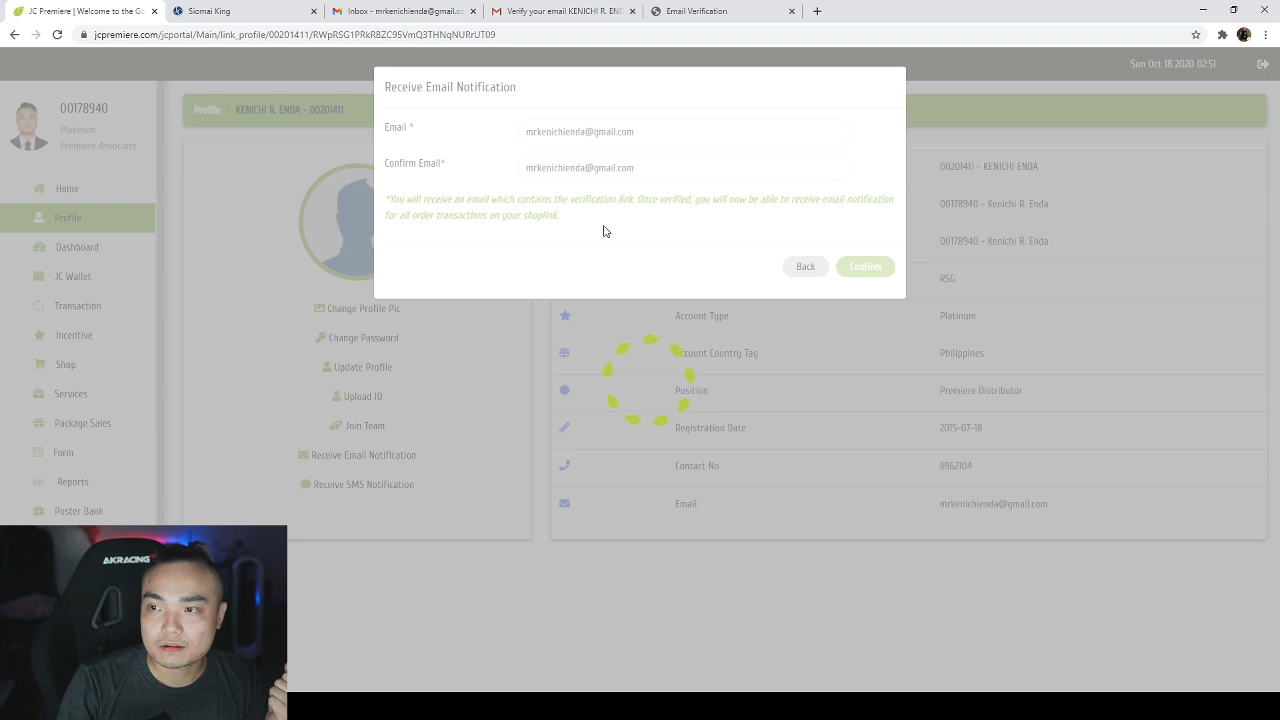 JC Premiere | Welcome to the Go
Siomai King
Inbox - mrkenichienda@gmail.co
Verify your email KENICHI R. END
Email Verification
jcpremiere.com/jcportal/Main/link_profile/00201411/RWpRSG1PRkRBZC95VmQ3THNqNURrUT09
Sun Oct 18 2020 02:51
00178940
Platinum
Premiere Associate
Home
Profile
Dashboard
JC Wallet
Transaction
Incentive
Shop
Services
Package Sales
Form
Reports
Poster Bank
Profile / KENICHI R. ENDA - 00201411
Receive Email Notification
Email *
mrkenichienda@gmail.com
Confirm Email*
mrkenichienda@gmail.com
*You will receive an email which contains the verification link. Once verified, you will now be able to receive email notification
for all order transactions on your shoplink.
Back
Confirm
Change Profile Pic
Change Password
Update Profile
Upload ID
Join Team
Receive Email Notification
Receive SMS Notification
00201411 - KENICHI ENDA
00178940 - Kenichi R. Enda
00178940 - Kenichi R. Enda
RSG
Account Type Platinum
Account Country Tag Philippines
Position Premiere Distributor
Registration Date 2015-07-18
Contact No. 6962104
Email mrkenichienda@gmail.com
AKRACING